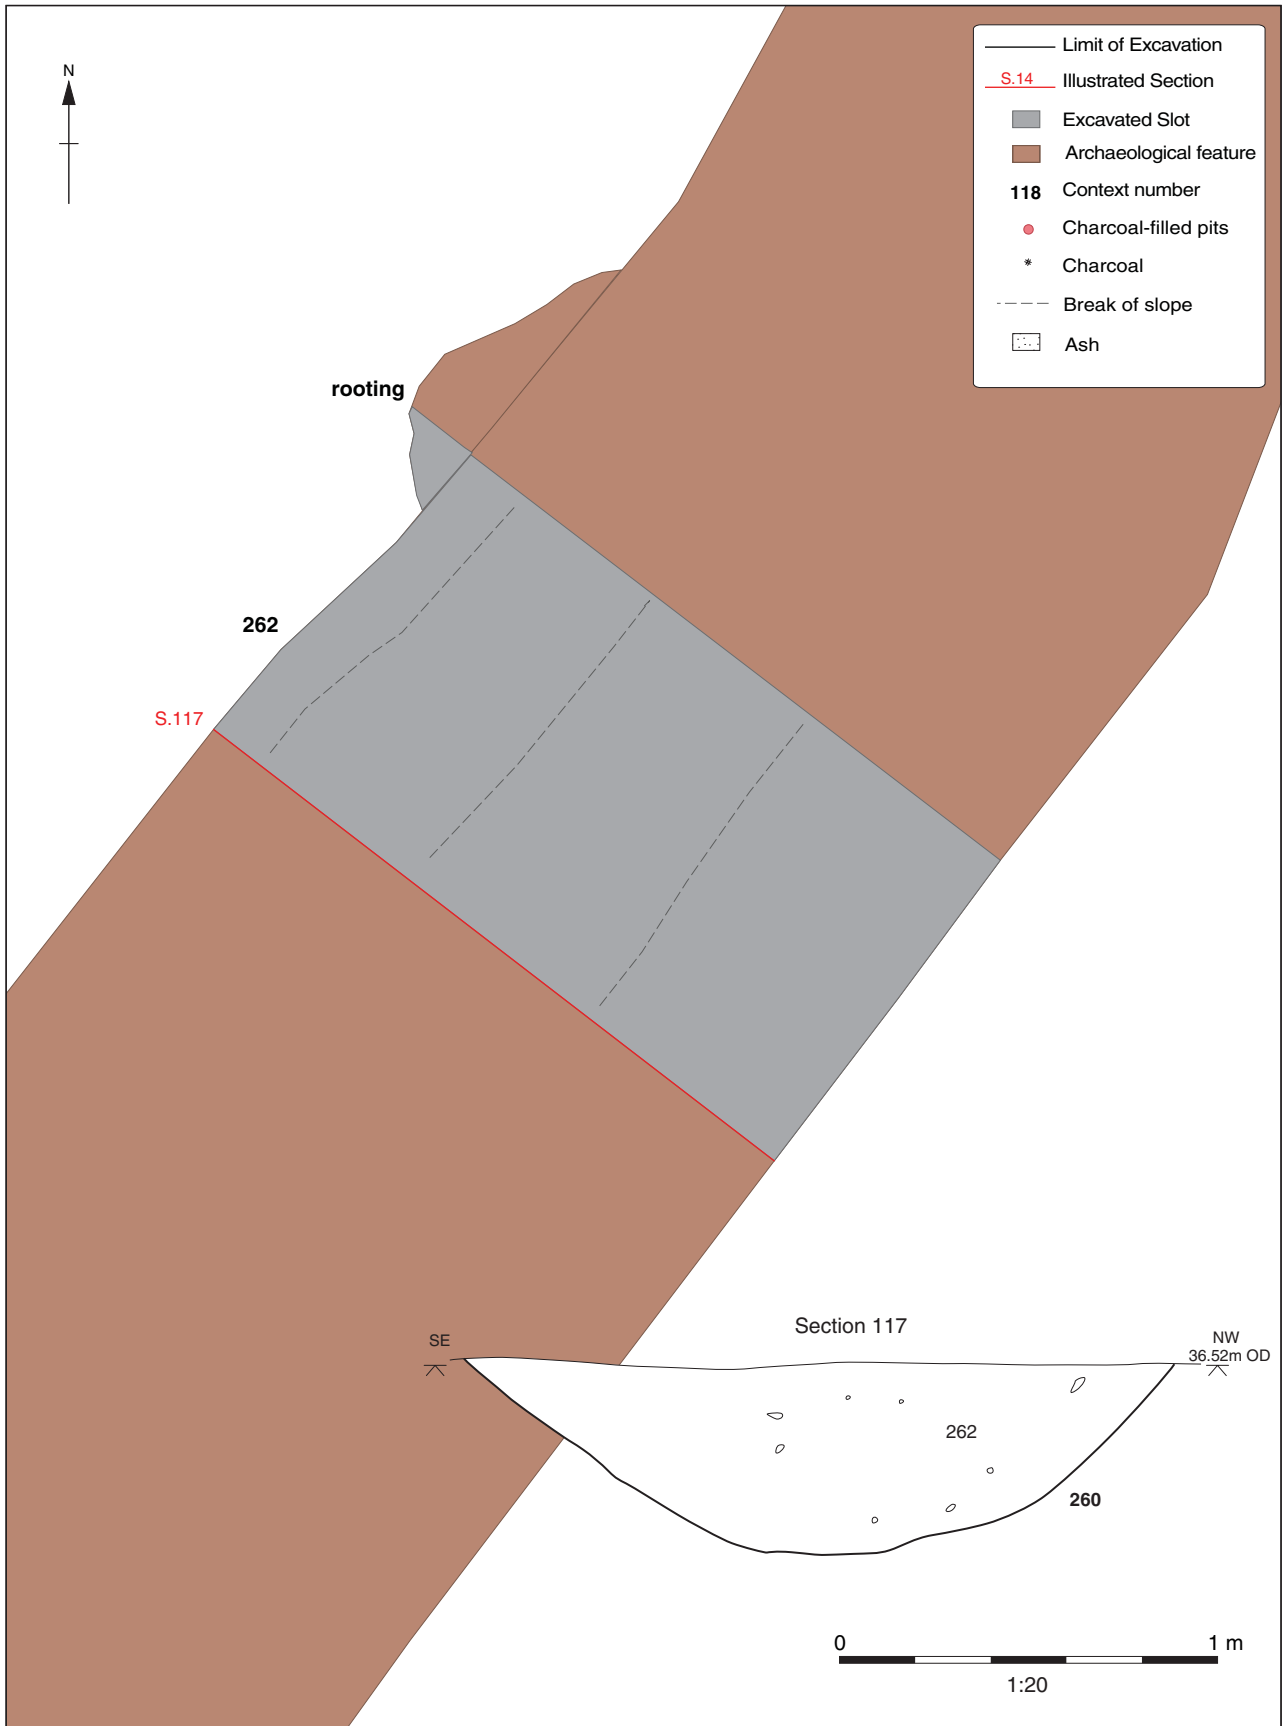 N
Limit of Excavation
S.14 Illustrated Section
Excavated Slot
Archaeological feature
118 Context number
Charcoal-filled pits
Charcoal
Break of slope
Ash
rooting
262
S.117
Section 117
SE
NW
36.52m OD
262
260
0 1 m
1:20